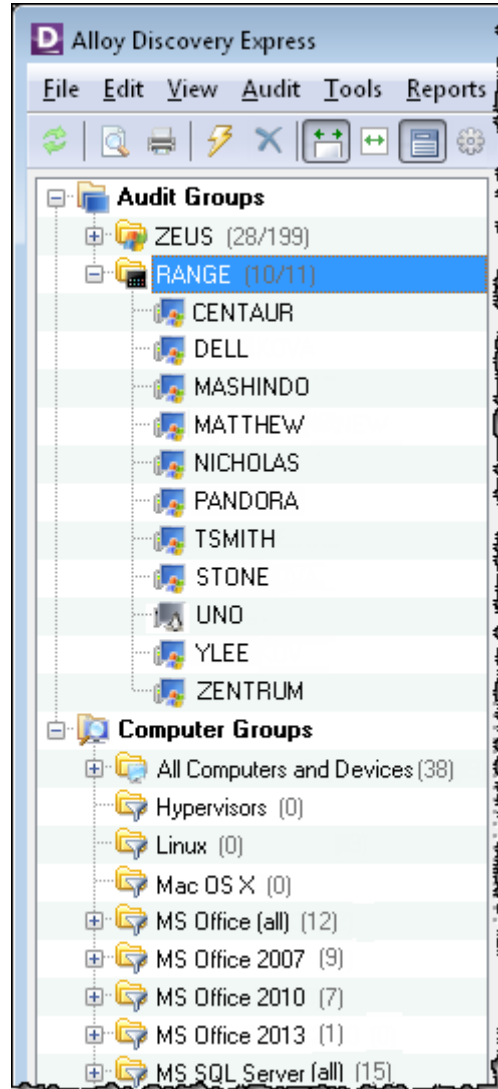 D Alloy Discovery Express
File Edit View Audit Tools Reports
Audit Groups
ZEUS (28/199)
RANGE (10/11)
CENTAUR
DELL
MASHINDO
MATTHEW
NICHOLAS
PANDORA
TSMITH
STONE
UNO
YLEE
ZENTRUM
Computer Groups
All Computers and Devices (38)
Hypervisors (0)
Linux (0)
Mac OS X (0)
MS Office (all) (12)
MS Office 2007 (9)
MS Office 2010 (7)
MS Office 2013 (1)
MS SQL Server (all) (15)